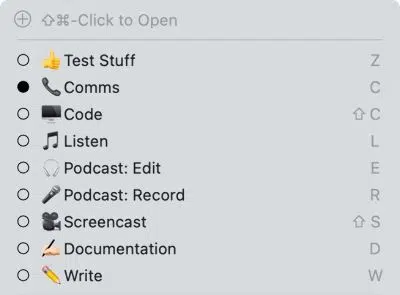 ⇧⌘-Click to Open
👍 Test Stuff Z
📞 Comms C
🖥️ Code ⇧ C
🎵 Listen L
🎧 Podcast: Edit E
🎤 Podcast: Record R
🎥 Screencast ⇧ S
✍🏻 Documentation D
✏️ Write W